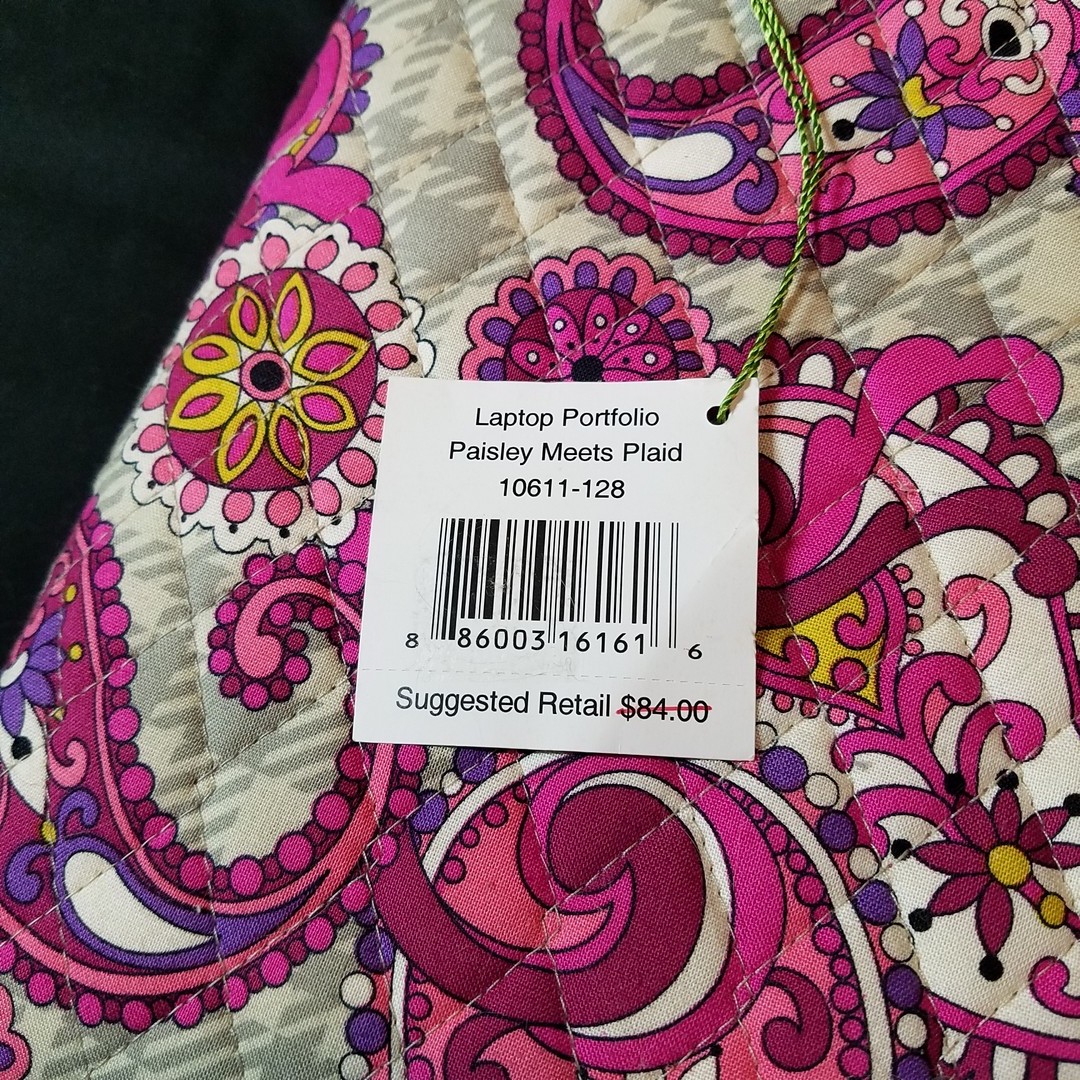 Laptop Portfolio
Paisley Meets Plaid
10611-128
8 86003 16161 6
Suggested Retail $84.00